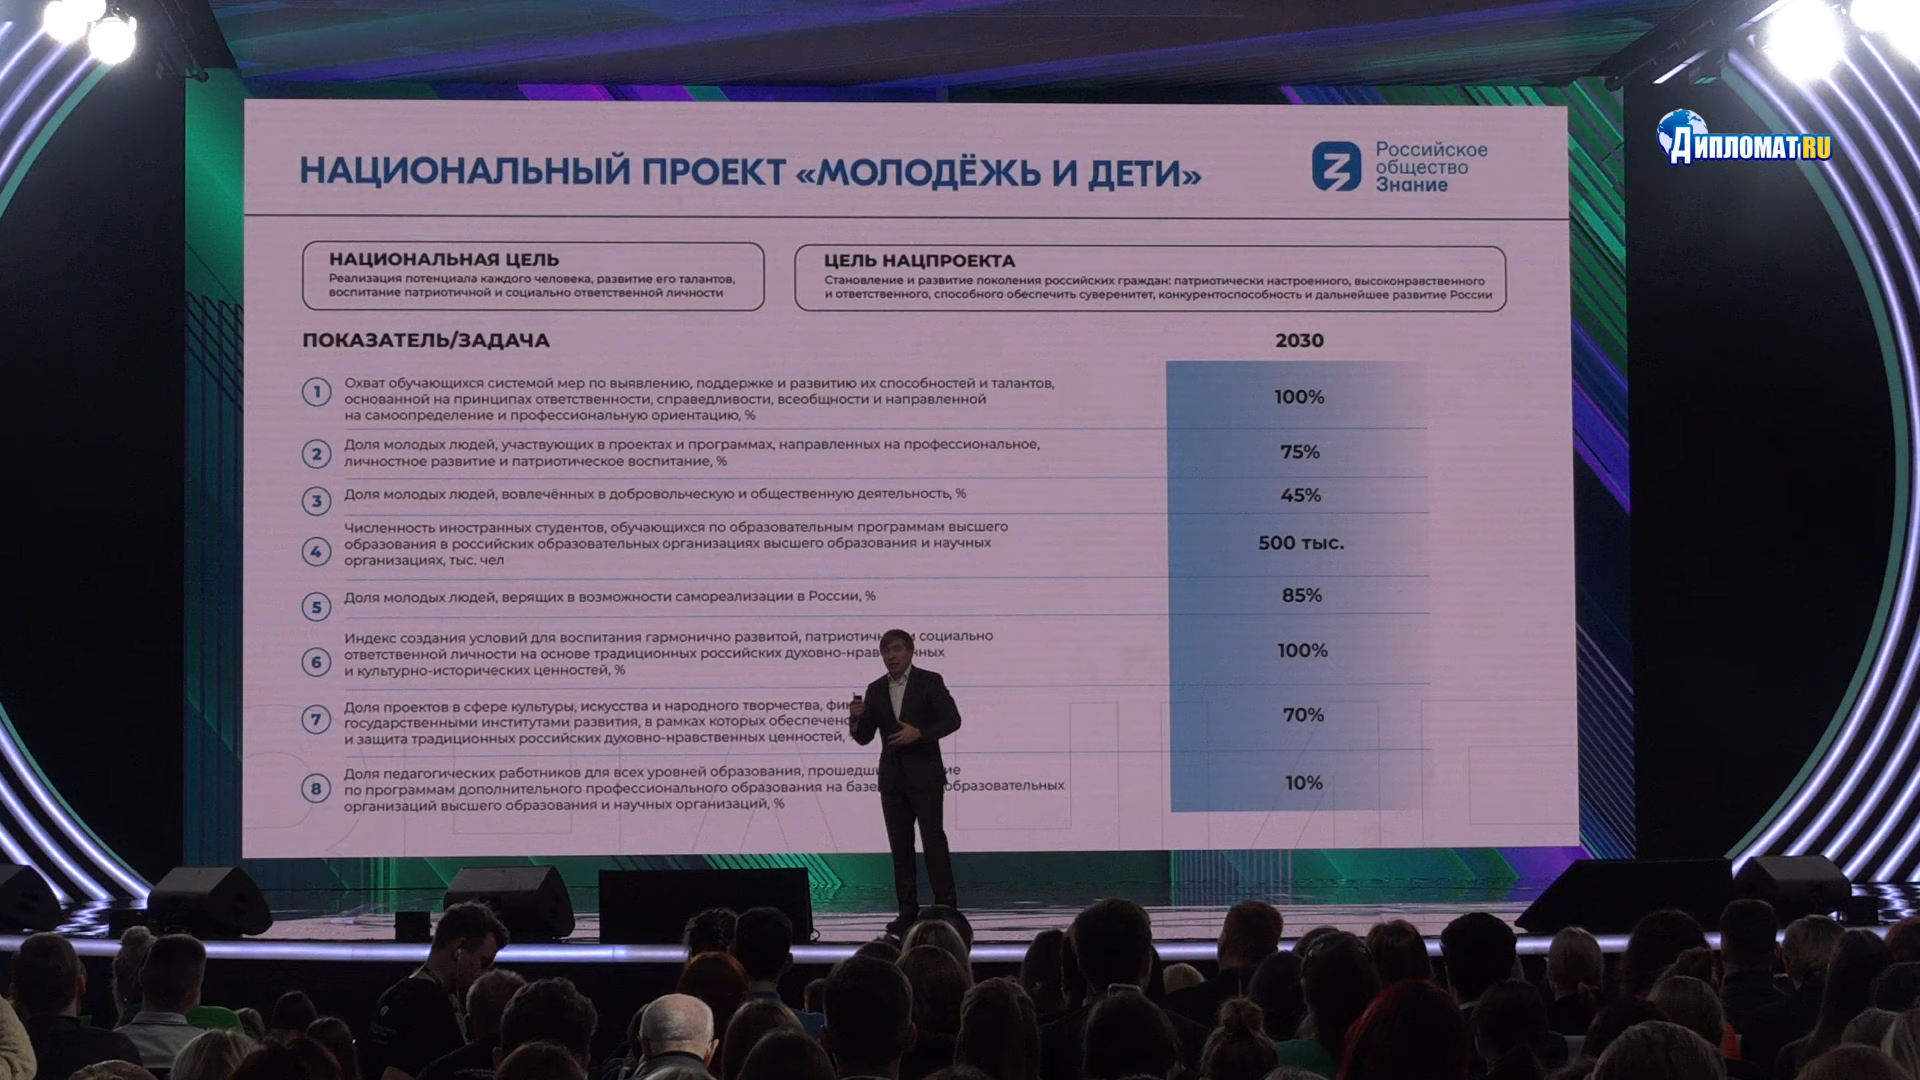 ДИПЛОМАТ.RU
НАЦИОНАЛЬНЫЙ ПРОЕКТ «МОЛОДЁЖЬ И ДЕТИ»
Российское
общество
Знание
НАЦИОНАЛЬНАЯ ЦЕЛЬ
Реализация потенциала каждого человека, развитие его талантов,
воспитание патриотичной и социально ответственной личности
ЦЕЛЬ НАЦПРОЕКТА
Становление и развитие поколения российских граждан: патриотически настроенного, высоконравственного
и ответственного, способного обеспечить суверенитет, конкурентоспособность и дальнейшее развитие России
ПОКАЗАТЕЛЬ/ЗАДАЧА
2030
1
Охват обучающихся системой мер по выявлению, поддержке и развитию их способностей и талантов,
основанной на принципах ответственности, справедливости, всеобщности и направленной
на самоопределение и профессиональную ориентацию, %
100%
2
Доля молодых людей, участвующих в проектах и программах, направленных на профессиональное,
личностное развитие и патриотическое воспитание, %
75%
3
Доля молодых людей, вовлечённых в добровольческую и общественную деятельность, %
45%
4
Численность иностранных студентов, обучающихся по образовательным программам высшего
образования в российских образовательных организациях высшего образования и научных
организациях, тыс. чел
500 тыс.
5
Доля молодых людей, верящих в возможности самореализации в России, %
85%
6
Индекс создания условий для воспитания гармонично развитой, и социально
ответственной личности на основе традиционных российских
и культурно-исторических ценностей, %
100%
7
Доля проектов в сфере культуры, искусства и народного творчества,
государственными институтами развития, в рамках которых
и защита традиционных российских духовно-нравственных ценностей,
70%
8
Доля педагогических работников для всех уровней образования,
по программам дополнительного профессионального образования на базе образовательных
организаций высшего образования и научных организаций, %
10%